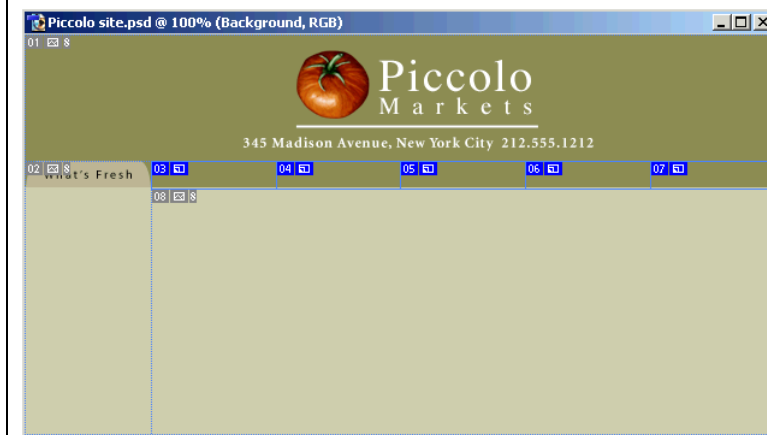 Piccolo site.psd @ 100% (Background, RGB)
01
Piccolo
Markets
345 Madison Avenue, New York City 212.555.1212
02 03 04 05 06 07
What's Fresh
08